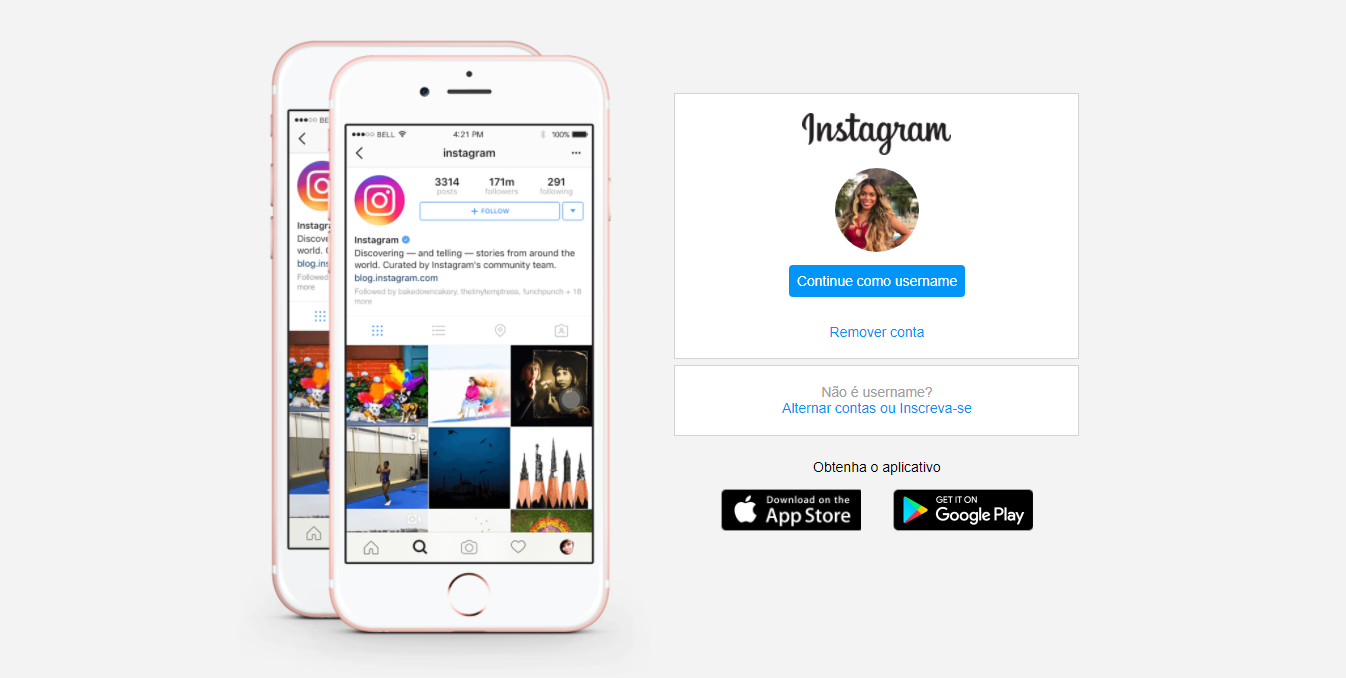 ●●●○○ BE
Instagr
Discove
world. C
blog.ins
Followed
more
●●●○○ BELL
4:21 PM
100%
instagram
3314
171m
291
posts
followers
following
+ FOLLOW
Instagram
Discovering — and telling — stories from around the
world. Curated by Instagram's community team.
blog.instagram.com
Followed by bakedowncakery, thetinytemptress, funchpunch + 18
more
Instagram
Continue como username
Remover conta
Não é username?
Alternar contas ou Inscreva-se
Obtenha o aplicativo
Download on the
App Store
GET IT ON
Google Play